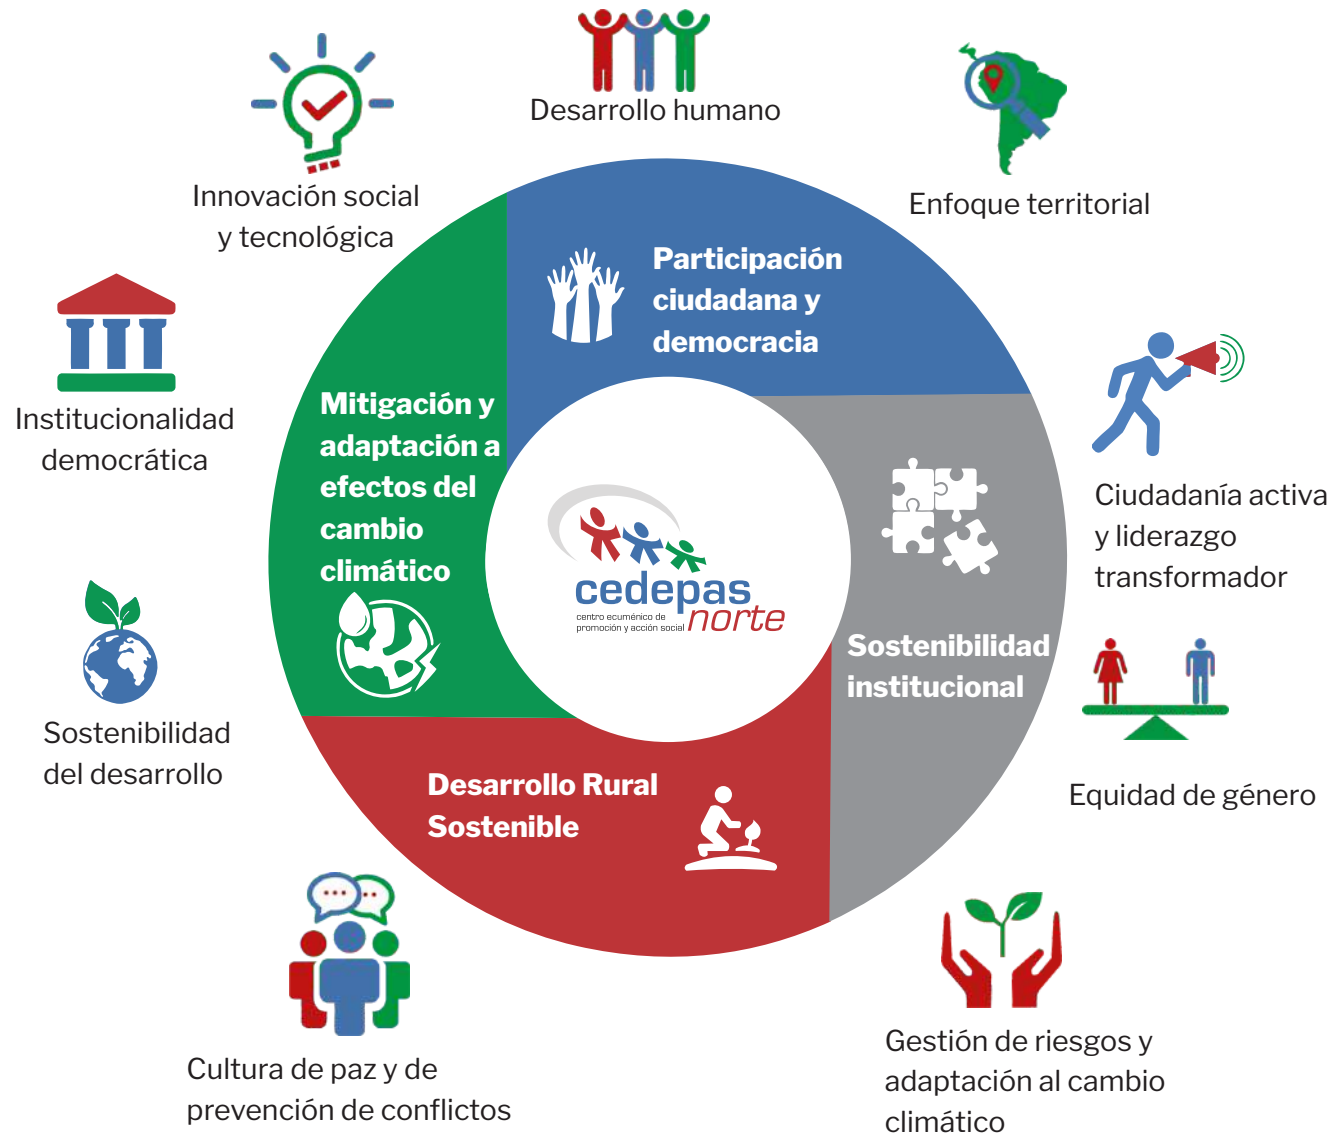 Desarrollo humano
Innovación social
y tecnológica
Enfoque territorial
Institucionalidad
democrática
Ciudadanía activa
y liderazgo
transformador
Sostenibilidad
del desarrollo
Equidad de género
Cultura de paz y de
prevención de conflictos
Gestión de riesgos y
adaptación al cambio
climático
Participación
ciudadana y
democracia
Mitigación y
adaptación a
efectos del
cambio
climático
Sostenibilidad
institucional
Desarrollo Rural
Sostenible
cedepas
norte
centro ecuménico de
promoción y acción social